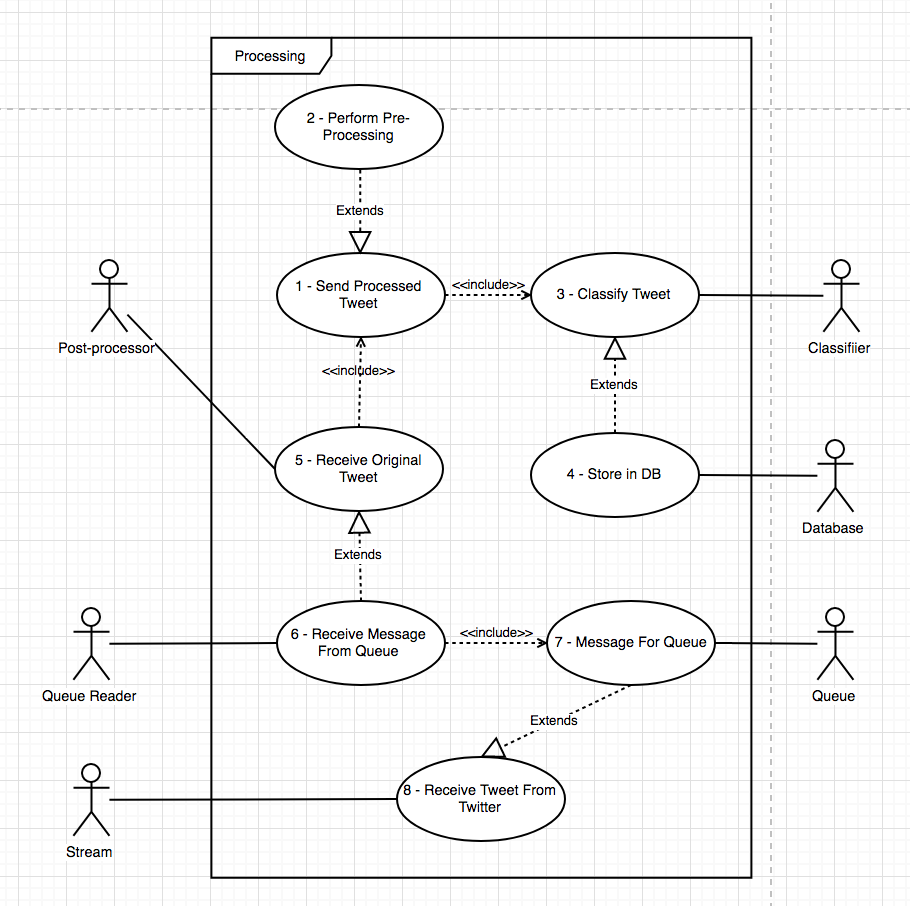 Processing
2 - Perform Pre-
Processing
Extends
1 - Send Processed
Tweet
<<include>>
3 - Classify Tweet
Post-processor
Classifiier
<<include>>
Extends
5 - Receive Original
Tweet
4 - Store in DB
Database
Extends
6 - Receive Message
From Queue
<<include>>
7 - Message For Queue
Queue Reader
Queue
Extends
8 - Receive Tweet From
Twitter
Stream